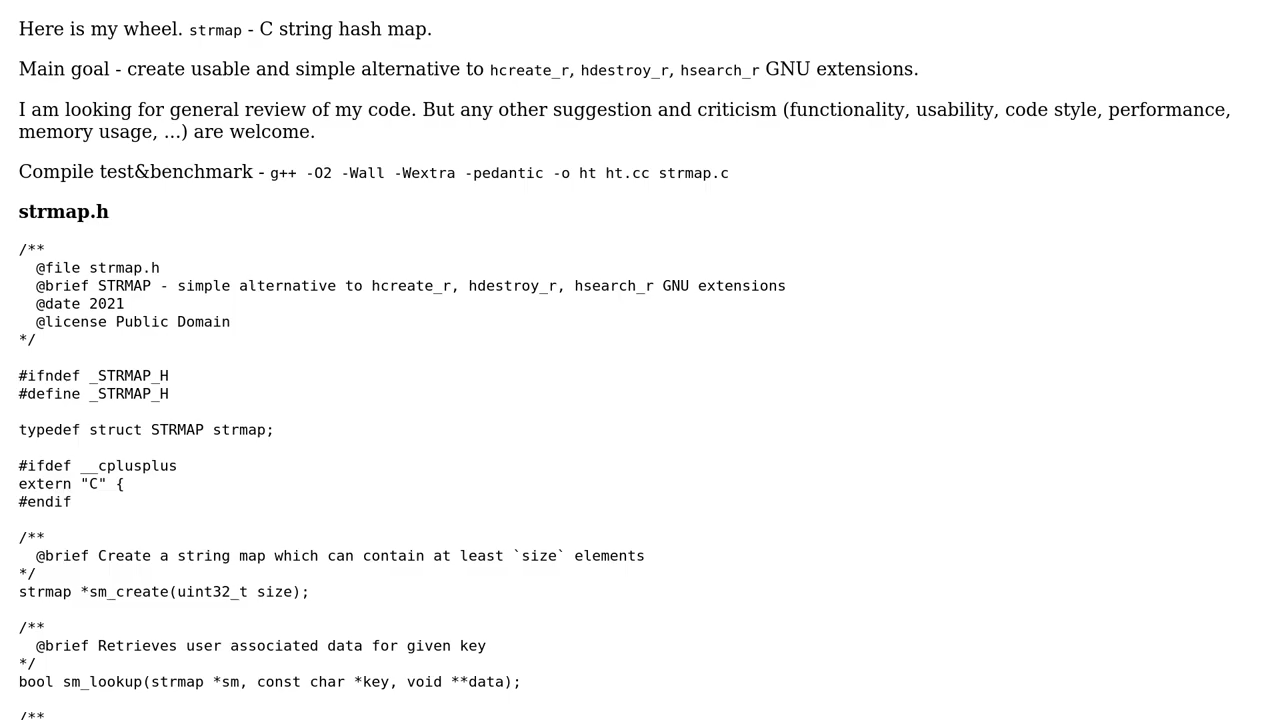 Here is my wheel. strmap - C string hash map.
Main goal - create usable and simple alternative to hcreate_r, hdestroy_r, hsearch_r GNU extensions.
I am looking for general review of my code. But any other suggestion and criticism (functionality, usability, code style, performance,
memory usage, ...) are welcome.
Compile test&benchmark - g++ -O2 -Wall -Wextra -pedantic -o ht ht.cc strmap.c
strmap.h
/**
  @file strmap.h
  @brief STRMAP - simple alternative to hcreate_r, hdestroy_r, hsearch_r GNU extensions
  @date 2021
  @license Public Domain
*/
#ifndef _STRMAP_H
#define _STRMAP_H
typedef struct STRMAP strmap;
#ifdef __cplusplus
extern "C" {
#endif
/**
  @brief Create a string map which can contain at least `size` elements
*/
strmap *sm_create(uint32_t size);
/**
  @brief Retrieves user associated data for given key
*/
bool sm_lookup(strmap *sm, const char *key, void **data);
/**